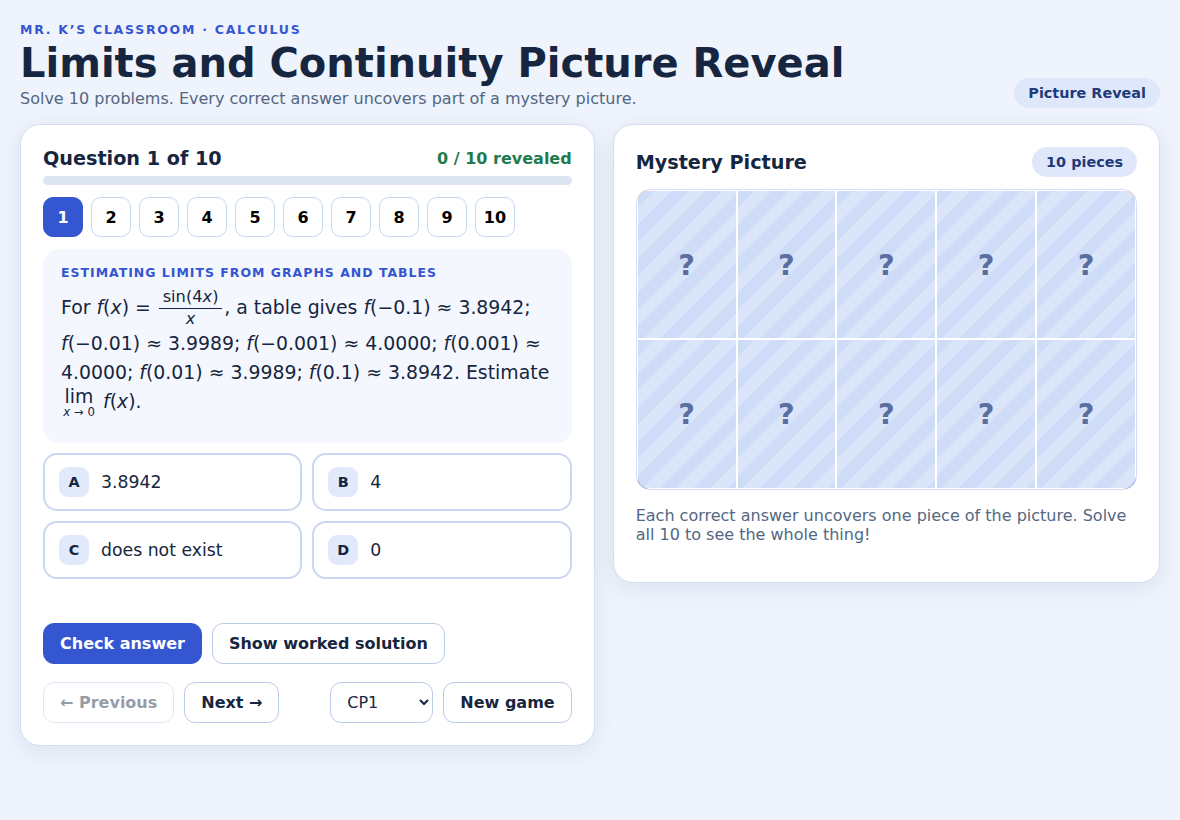 MR. K’S CLASSROOM · CALCULUS
Limits and Continuity Picture Reveal
Solve 10 problems. Every correct answer uncovers part of a mystery picture.
Picture Reveal
Question 1 of 10
0 / 10 revealed
1 2 3 4 5 6 7 8 9 10
ESTIMATING LIMITS FROM GRAPHS AND TABLES
For f(x) = sin(4x)/x, a table gives f(−0.1) ≈ 3.8942;
f(−0.01) ≈ 3.9989; f(−0.001) ≈ 4.0000; f(0.001) ≈
4.0000; f(0.01) ≈ 3.9989; f(0.1) ≈ 3.8942. Estimate
lim x → 0 f(x).
A 3.8942
B 4
C does not exist
D 0
Check answer
Show worked solution
← Previous
Next →
CP1
New game
Mystery Picture
10 pieces
? ? ? ? ?
? ? ? ? ?
Each correct answer uncovers one piece of the picture. Solve
all 10 to see the whole thing!